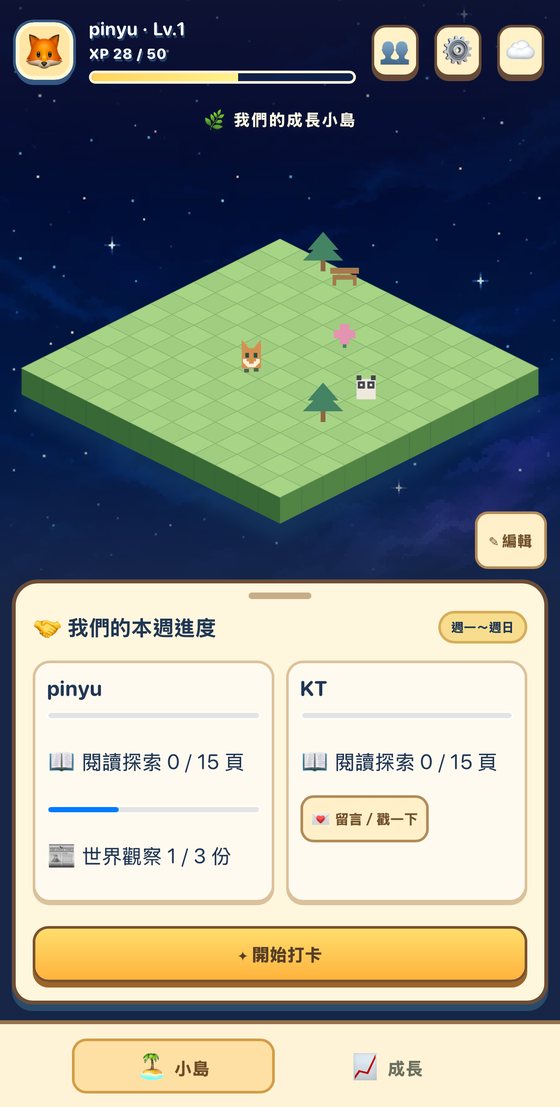 pinyu · Lv.1
XP 28 / 50
我們的成長小島
編輯
我們的本週進度
週一～週日
pinyu
閱讀探索 0 / 15 頁
世界觀察 1 / 3 份
KT
閱讀探索 0 / 15 頁
留言 / 戳一下
開始打卡
小島
成長